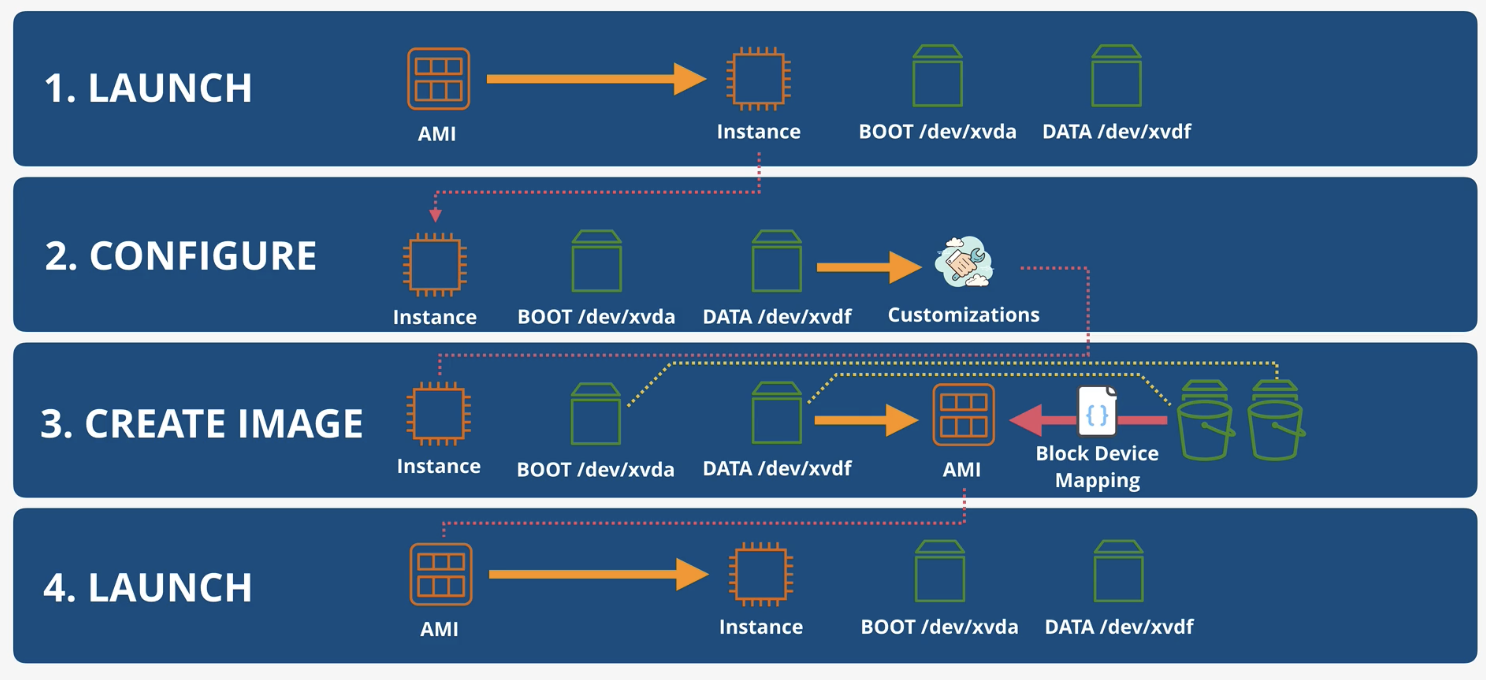 1. LAUNCH
AMI
Instance
BOOT /dev/xvda
DATA /dev/xvdf
2. CONFIGURE
Instance
BOOT /dev/xvda
DATA /dev/xvdf
Customizations
3. CREATE IMAGE
Instance
BOOT /dev/xvda
DATA /dev/xvdf
AMI
{ }
Block Device
Mapping
4. LAUNCH
AMI
Instance
BOOT /dev/xvda
DATA /dev/xvdf